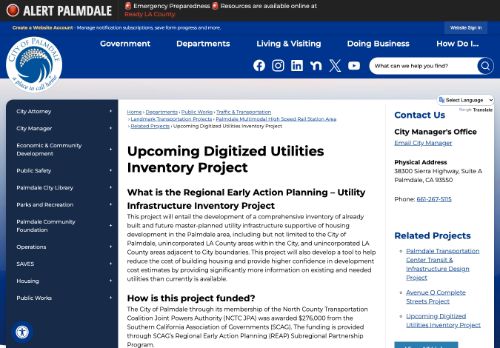 ALERT PALMDALE
Emergency Preparedness Resources are available online at
Ready LA County.
Create a Website Account - Manage notification subscriptions, save form progress and more.
Website Sign In
CITY OF PALMDALE
a place to call home
Government
Departments
Living & Visiting
Doing Business
How Do I...
What can we help you find?
Select Language
Google Translate
City Attorney
City Manager
Economic & Community
Development
Public Safety
Palmdale City Library
Parks and Recreation
Palmdale Community
Foundation
Operations
SAVES
Housing
Public Works
Home › Departments › Public Works › Traffic & Transportation
› Landmark Transportation Projects › Palmdale Multimodal High Speed Rail Station Area
› Related Projects › Upcoming Digitized Utilities Inventory Project
Upcoming Digitized Utilities
Inventory Project
What is the Regional Early Action Planning – Utility
Infrastructure Inventory Project
This project will entail the development of a comprehensive inventory of already
built and future master-planned utility infrastructure supportive of housing
development in the Palmdale area, including but not limited to the City of
Palmdale, unincorporated LA County areas within the City, and unincorporated LA
County areas adjacent to City boundaries. This project will also develop a tool to help
reduce the cost of building housing and provide higher confidence in development
cost estimates by providing significantly more information on existing and needed
utilities than currently is available.
How is this project funded?
The City of Palmdale through its membership of the North County Transportation
Coalition Joint Powers Authority (NCTC JPA) was awarded $276,000 from the
Southern California Association of Governments (SCAG). The funding is provided
through SCAG's Regional Early Action Planning (REAP) Subregional Partnership
Program.
Contact Us
City Manager's Office
Email City Manager
Physical Address
38300 Sierra Highway, Suite A
Palmdale, CA 93550
Phone: 661-267-5115
Related Projects
Palmdale Transportation
Center Transit &
Infrastructure Design
Project
Avenue Q Complete
Streets Project
Upcoming Digitized
Utilities Inventory Project